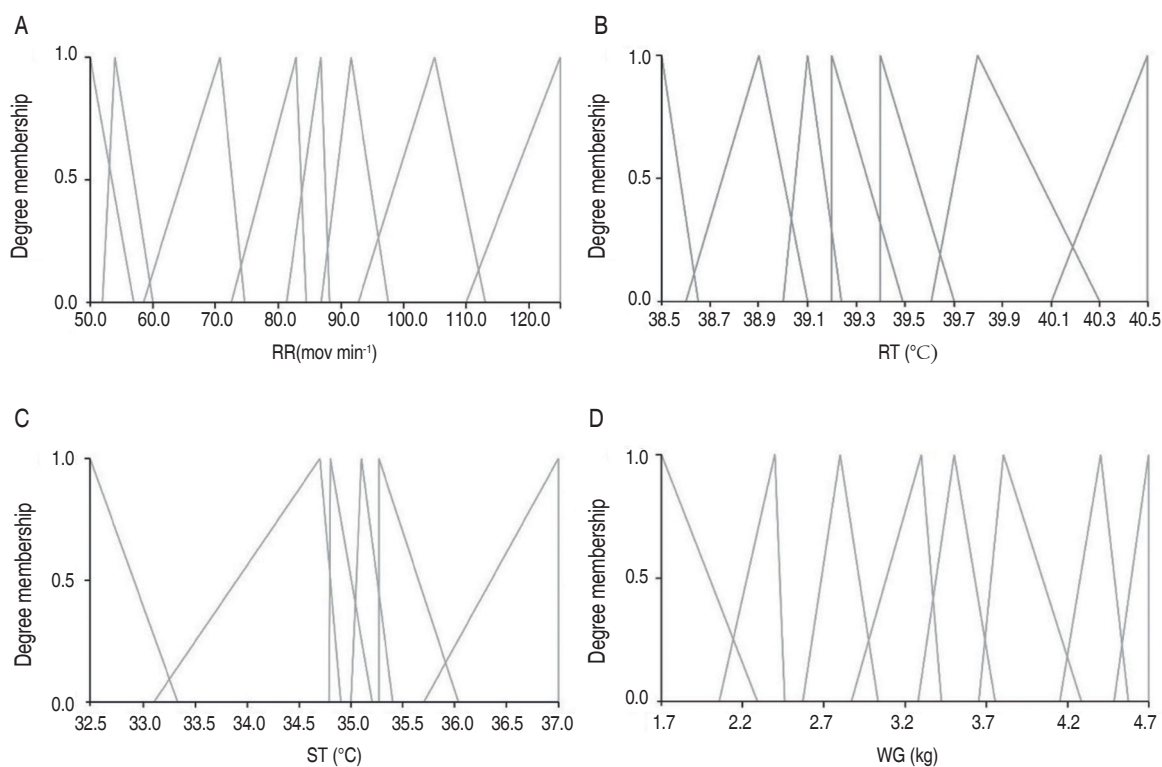 A
Degree membership
1.0
0.5
0.0
50.0 60.0 70.0 80.0 90.0 100.0 110.0 120.0
RR(mov min⁻¹)
B
Degree membership
1.0
0.5
0.0
38.5 38.7 38.9 39.1 39.3 39.5 39.7 39.9 40.1 40.3 40.5
RT (°C)
C
Degree membership
1.0
0.5
0.0
32.5 33.0 33.5 34.0 34.5 35.0 35.5 36.0 36.5 37.0
ST (°C)
D
Degree membership
1.0
0.5
0.0
1.7 2.2 2.7 3.2 3.7 4.2 4.7
WG (kg)